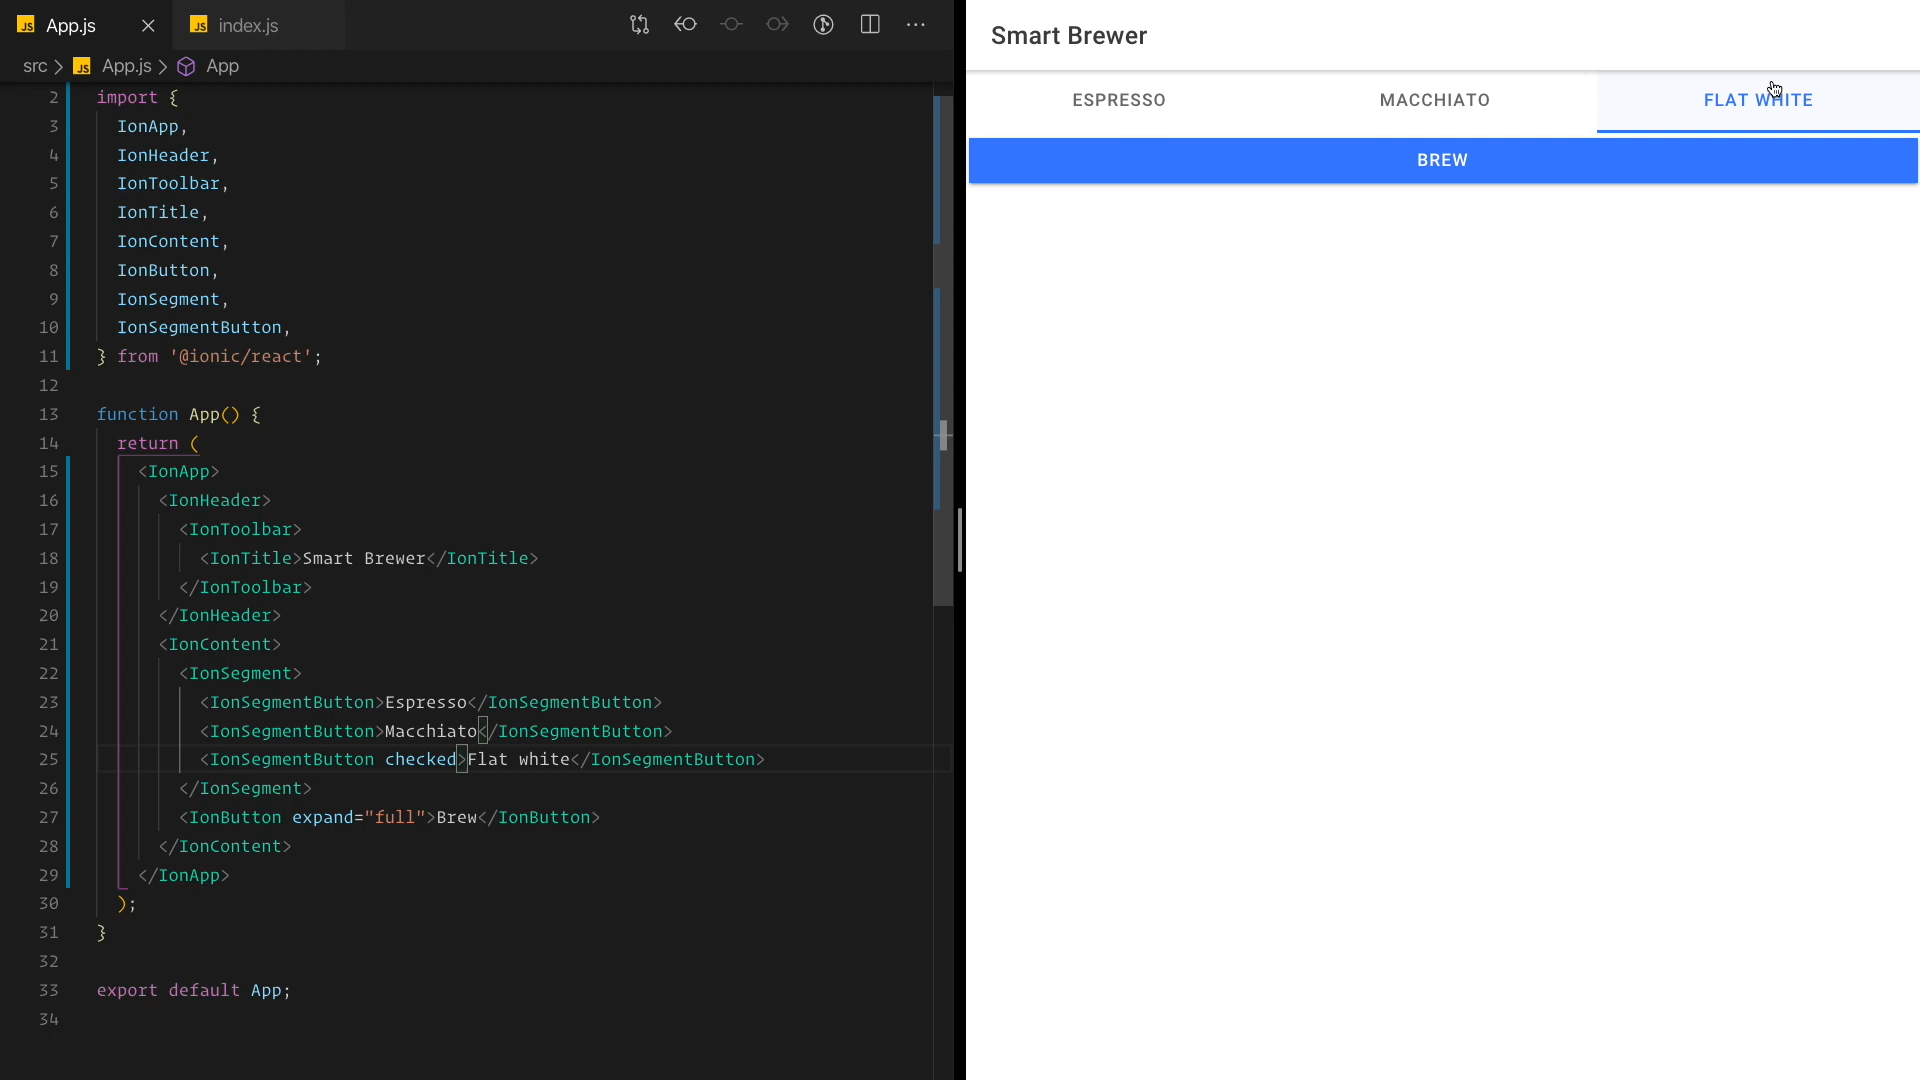 JS App.js
JS index.js
src > JS App.js > App
2 import {
3 IonApp,
4 IonHeader,
5 IonToolbar,
6 IonTitle,
7 IonContent,
8 IonButton,
9 IonSegment,
10 IonSegmentButton,
11 } from '@ionic/react';
12
13 function App() {
14 return (
15 <IonApp>
16 <IonHeader>
17 <IonToolbar>
18 <IonTitle>Smart Brewer</IonTitle>
19 </IonToolbar>
20 </IonHeader>
21 <IonContent>
22 <IonSegment>
23 <IonSegmentButton>Espresso</IonSegmentButton>
24 <IonSegmentButton>Macchiato</IonSegmentButton>
25 <IonSegmentButton checked>Flat white</IonSegmentButton>
26 </IonSegment>
27 <IonButton expand="full">Brew</IonButton>
28 </IonContent>
29 </IonApp>
30 );
31 }
32
33 export default App;
34
Smart Brewer
ESPRESSO
MACCHIATO
FLAT WHITE
BREW